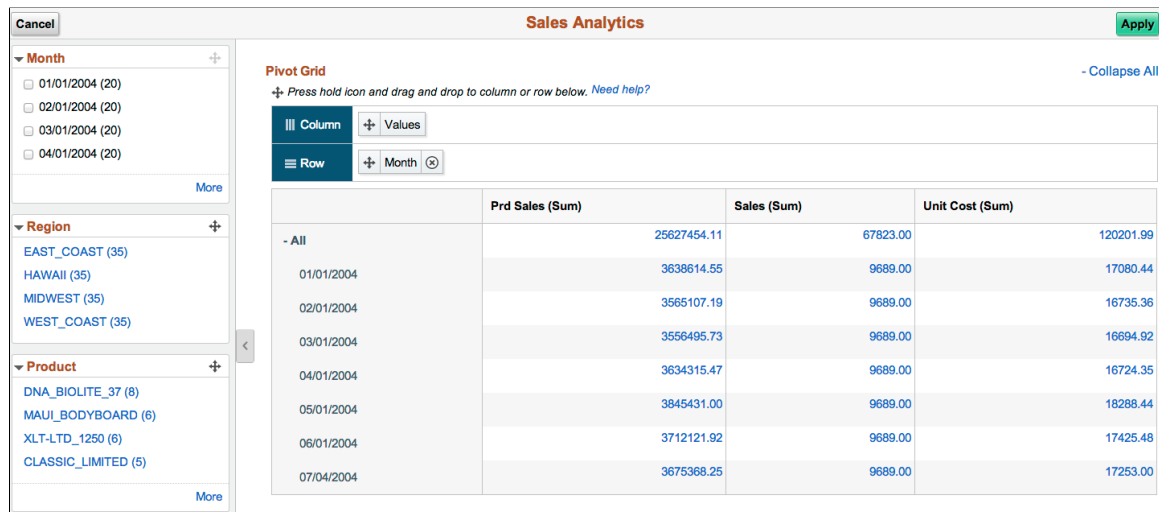 Cancel
Sales Analytics
Apply
Month
01/01/2004 (20)
02/01/2004 (20)
03/01/2004 (20)
04/01/2004 (20)
More
Region
EAST_COAST (35)
HAWAII (35)
MIDWEST (35)
WEST_COAST (35)
Product
DNA_BIOLITE_37 (8)
MAUI_BODYBOARD (6)
XLT-LTD_1250 (6)
CLASSIC_LIMITED (5)
More
Pivot Grid
- Collapse All
Press hold icon and drag and drop to column or row below. Need help?
Column Values
Row Month
Prd Sales (Sum) Sales (Sum) Unit Cost (Sum)
- All 25627454.11 67823.00 120201.99
01/01/2004 3638614.55 9689.00 17080.44
02/01/2004 3565107.19 9689.00 16735.36
03/01/2004 3556495.73 9689.00 16694.92
04/01/2004 3634315.47 9689.00 16724.35
05/01/2004 3845431.00 9689.00 18288.44
06/01/2004 3712121.92 9689.00 17425.48
07/04/2004 3675368.25 9689.00 17253.00